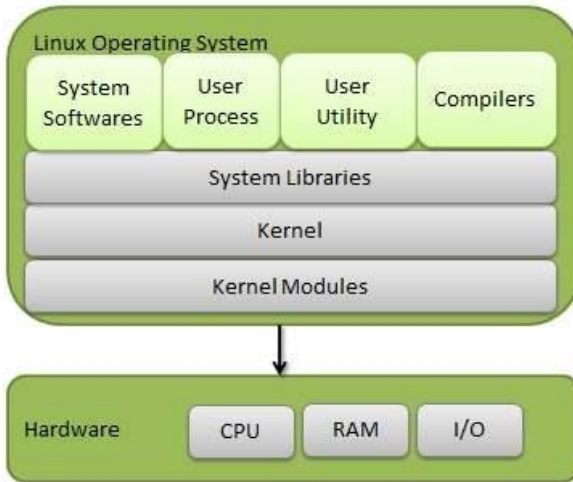 Linux Operating System
System
Softwares
User
Process
User
Utility
Compilers
System Libraries
Kernel
Kernel Modules
Hardware
CPU
RAM
I/O